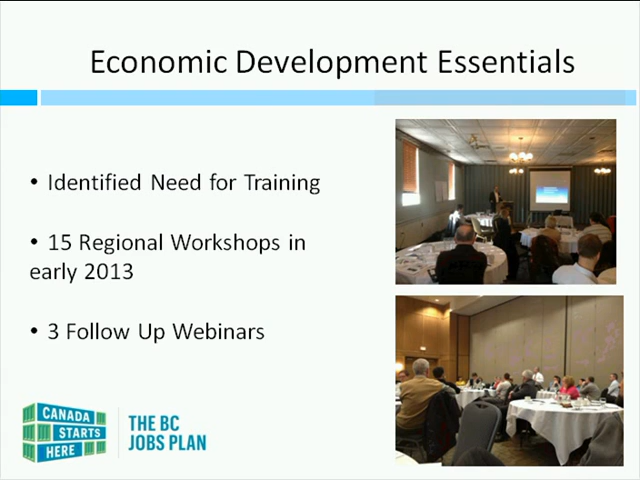 Economic Development Essentials
• Identified Need for Training
• 15 Regional Workshops in
early 2013
• 3 Follow Up Webinars
CANADA
STARTS
HERE
THE BC
JOBS PLAN